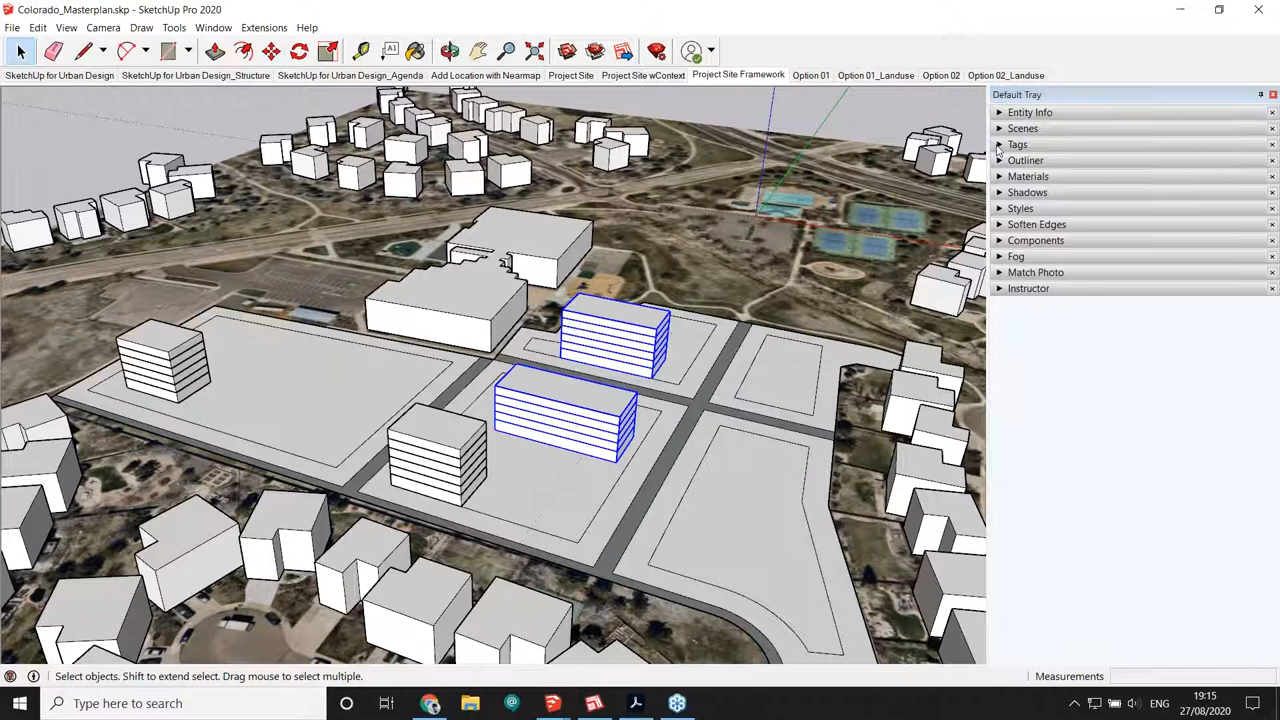 Colorado_Masterplan.skp - SketchUp Pro 2020
File Edit View Camera Draw Tools Window Extensions Help
A1
SketchUp for Urban Design SketchUp for Urban Design_Structure SketchUp for Urban Design_Agenda Add Location with Nearmap Project Site Project Site wContext Project Site Framework Option 01 Option 01_Landuse Option 02 Option 02_Landuse
Default Tray
Entity Info
Scenes
Tags
Outliner
Materials
Shadows
Styles
Soften Edges
Components
Fog
Match Photo
Instructor
Select objects. Shift to extend select. Drag mouse to select multiple.
Measurements
Type here to search
ENG
19:15
27/08/2020